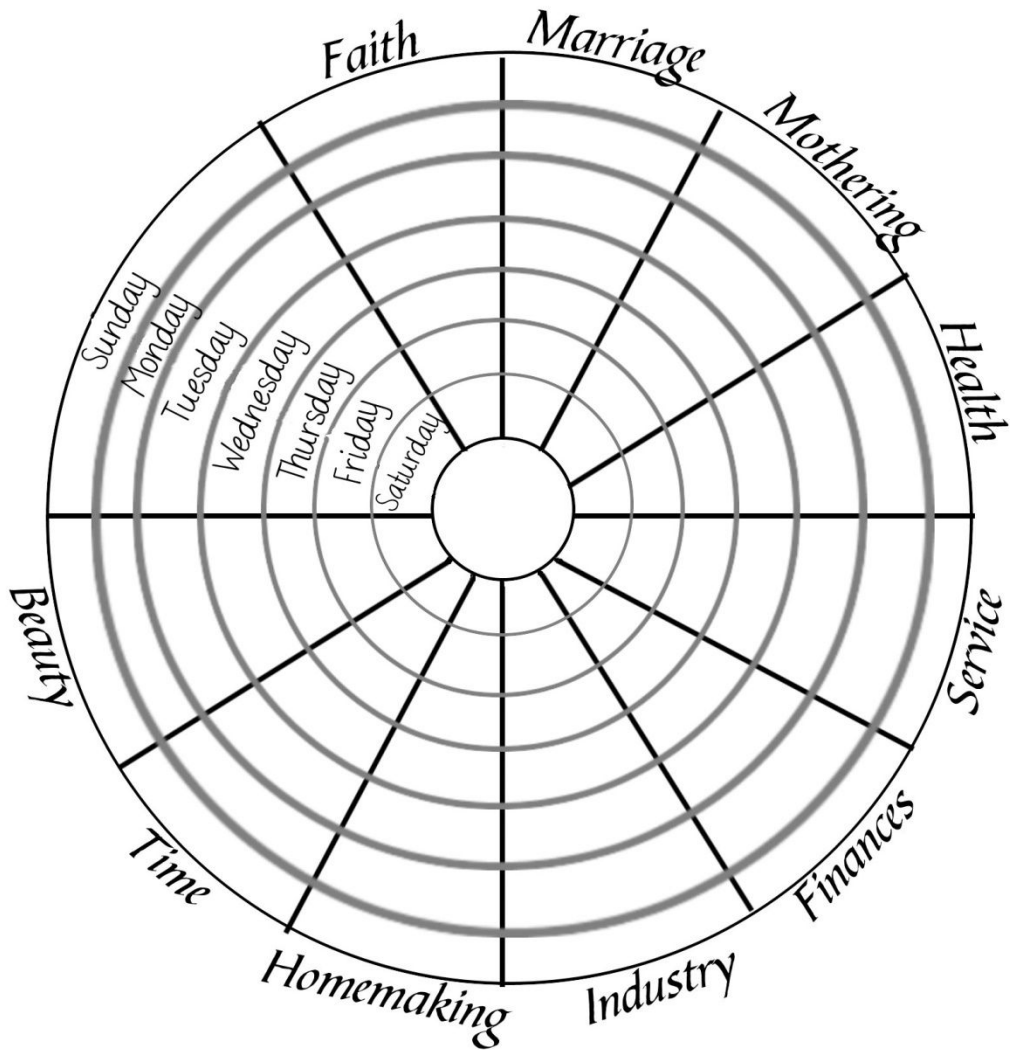 Faith
Marriage
Mothering
Health
Service
Finances
Industry
Homemaking
Time
Beauty
Sunday
Monday
Tuesday
Wednesday
Thursday
Friday
Saturday